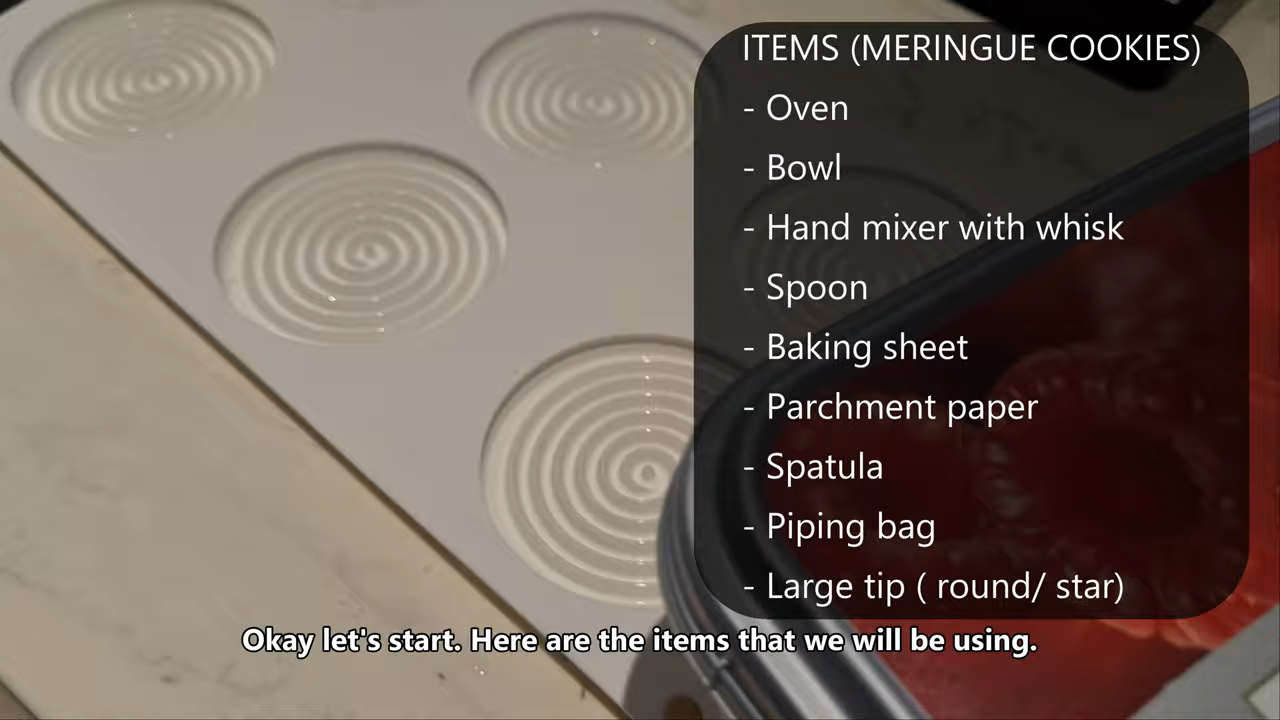 ITEMS (MERINGUE COOKIES)
- Oven
- Bowl
- Hand mixer with whisk
- Spoon
- Baking sheet
- Parchment paper
- Spatula
- Piping bag
- Large tip ( round/ star)
Okay let's start. Here are the items that we will be using.